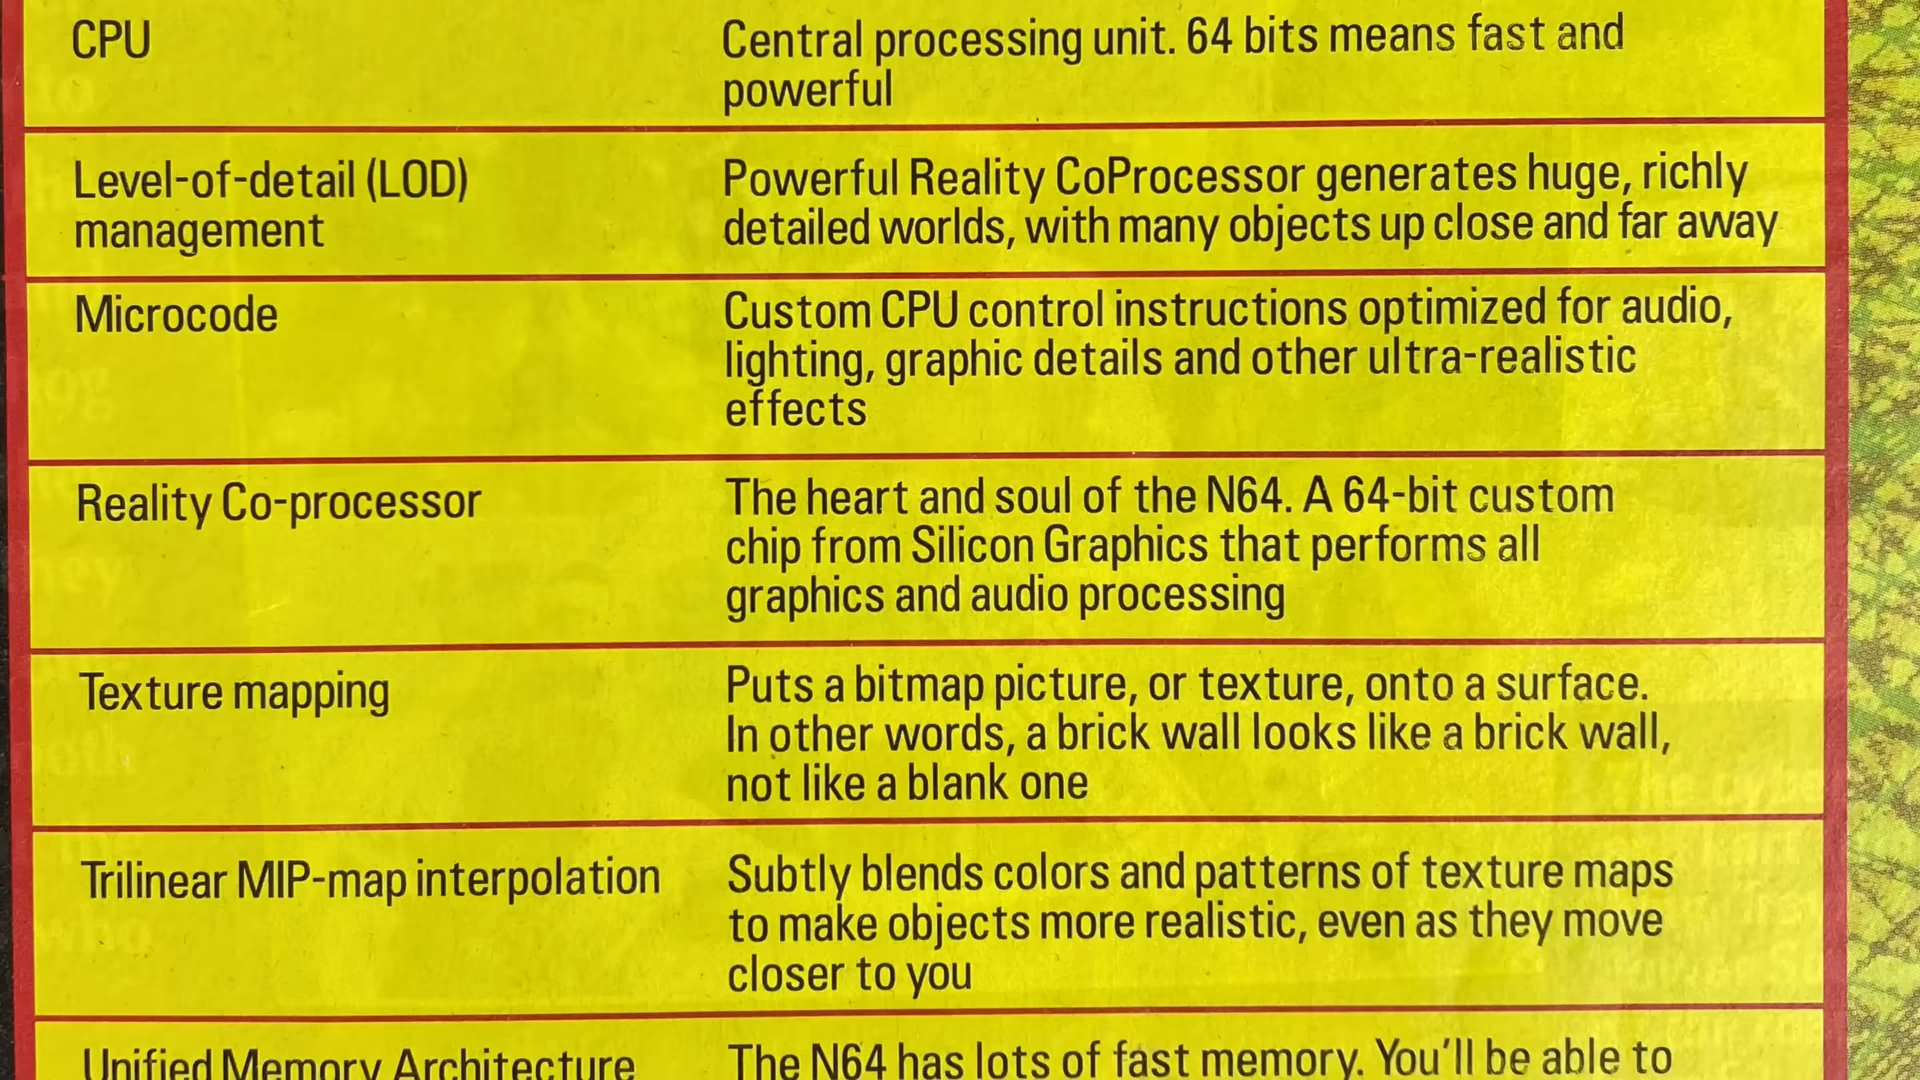 CPU
Central processing unit. 64 bits means fast and
powerful
Level-of-detail (LOD)
management
Powerful Reality CoProcessor generates huge, richly
detailed worlds, with many objects up close and far away
Microcode
Custom CPU control instructions optimized for audio,
lighting, graphic details and other ultra-realistic
effects
Reality Co-processor
The heart and soul of the N64. A 64-bit custom
chip from Silicon Graphics that performs all
graphics and audio processing
Texture mapping
Puts a bitmap picture, or texture, onto a surface.
In other words, a brick wall looks like a brick wall,
not like a blank one
Trilinear MIP-map interpolation
Subtly blends colors and patterns of texture maps
to make objects more realistic, even as they move
closer to you
Unified Memory Architecture
The N64 has lots of fast memory. You'll be able to